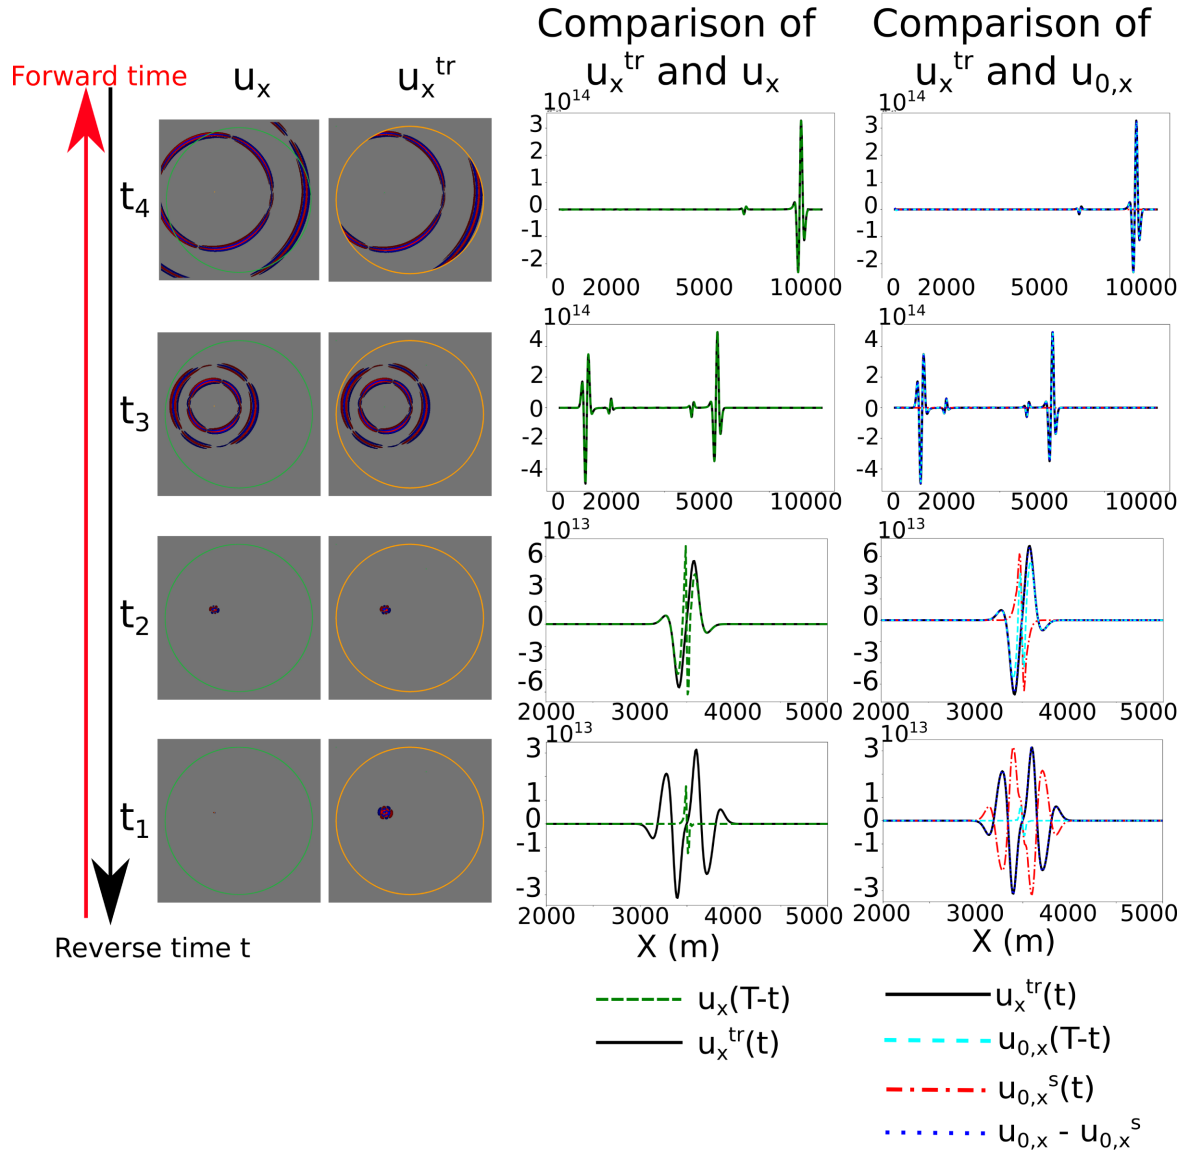 Comparison of
u_x^tr and u_x
Comparison of
u_x^tr and u_0,x
Forward time
u_x
u_x^tr
t_4
10^14
3
2
1
0
-1
-2
0 2000 5000 10000
10^14
3
2
1
0
-1
-2
0 2000 5000 10000
t_3
10^14
4
2
0
-2
-4
0 2000 5000 10000
10^14
4
2
0
-2
-4
0 2000 5000 10000
t_2
10^13
6
3
0
-3
-6
2000 3000 4000 5000
10^13
6
3
0
-3
-6
2000 3000 4000 5000
t_1
10^13
3
1
0
-1
-3
2000 3000 4000 5000
X (m)
10^13
3
1
0
-1
-3
2000 3000 4000 5000
X (m)
Reverse time t
u_x(T-t)
u_x^tr(t)
u_x^tr(t)
u_0,x(T-t)
u_0,x^s(t)
u_0,x - u_0,x^s